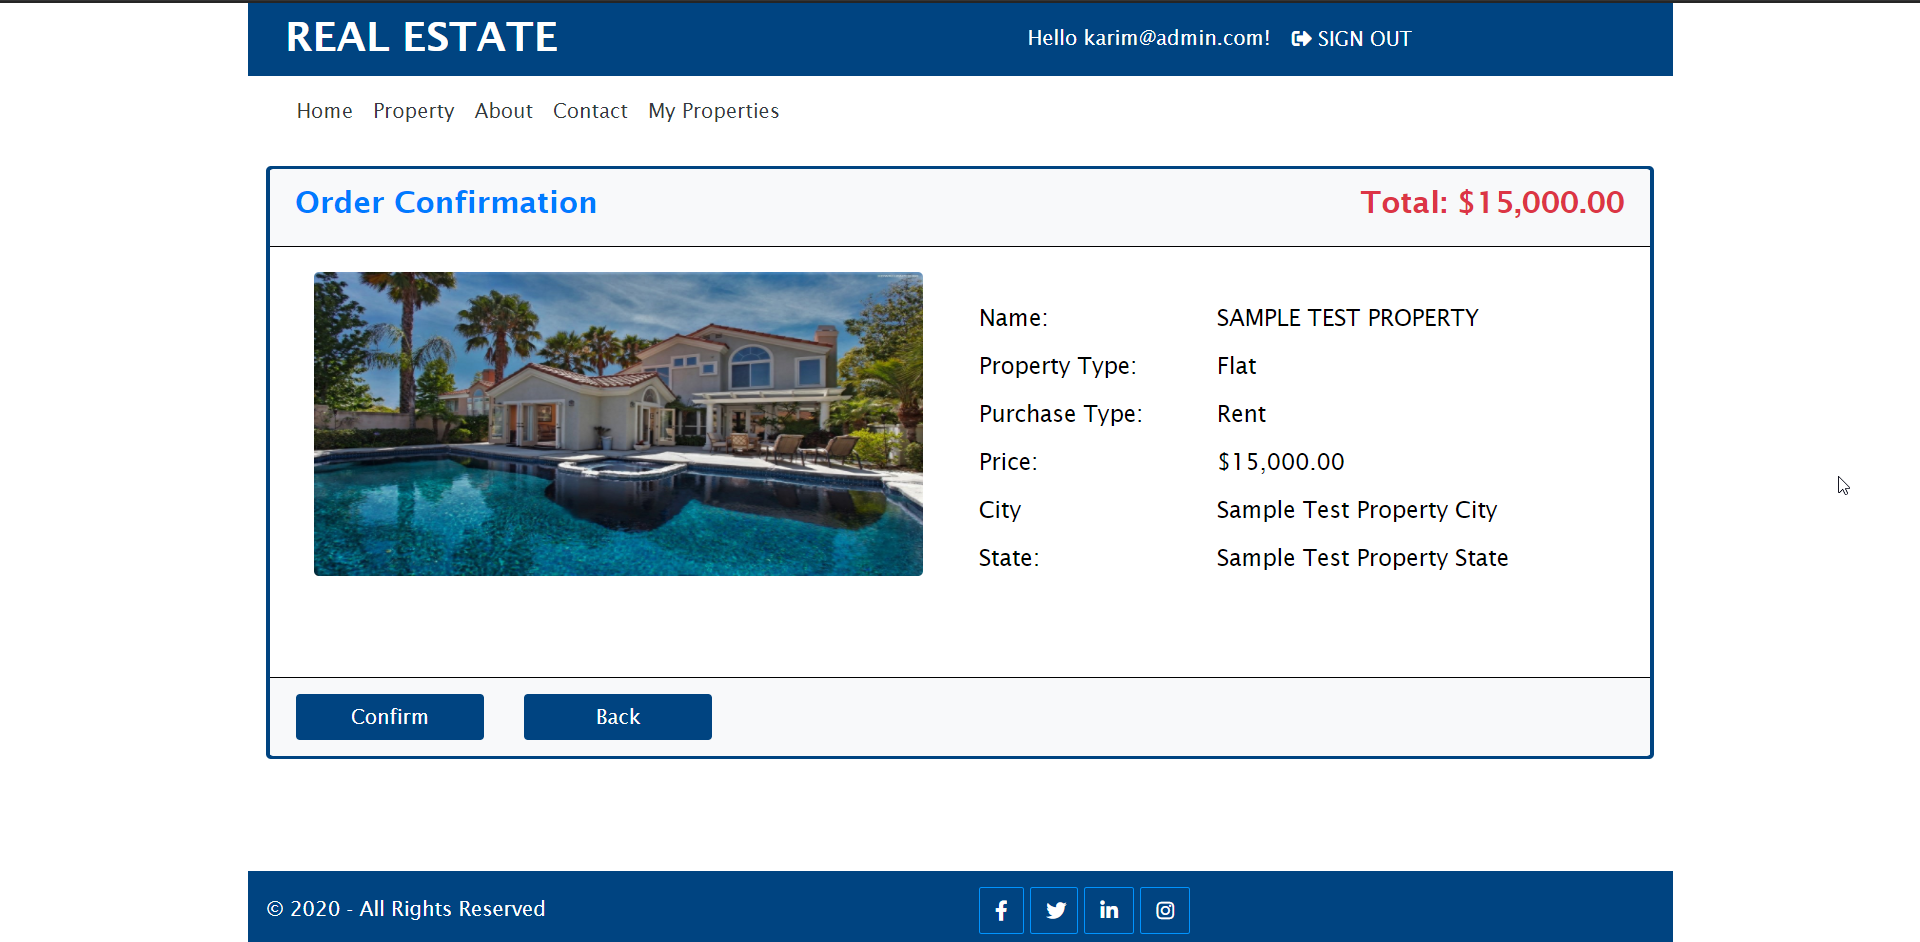 REAL ESTATE
Hello karim@admin.com! SIGN OUT
Home Property About Contact My Properties
Order Confirmation Total: $15,000.00
Name: SAMPLE TEST PROPERTY
Property Type: Flat
Purchase Type: Rent
Price: $15,000.00
City Sample Test Property City
State: Sample Test Property State
Confirm Back
© 2020 - All Rights Reserved